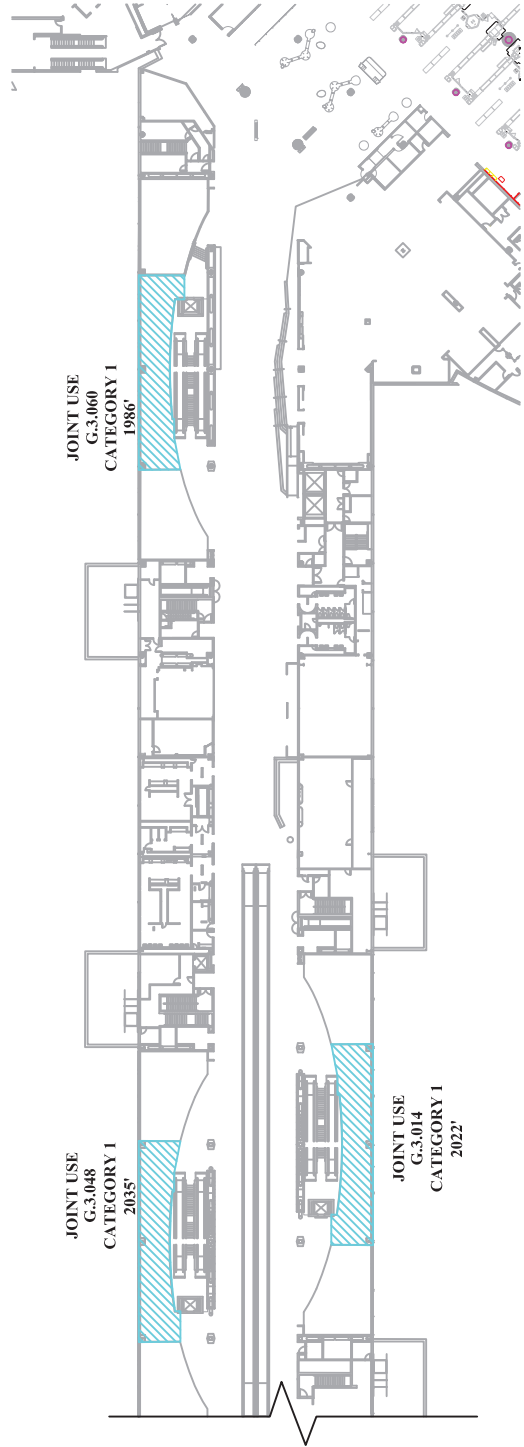 JOINT USE
G.3.060
CATEGORY 1
1986'
JOINT USE
G.3.048
CATEGORY 1
2035'
JOINT USE
G.3.014
CATEGORY 1
2022'